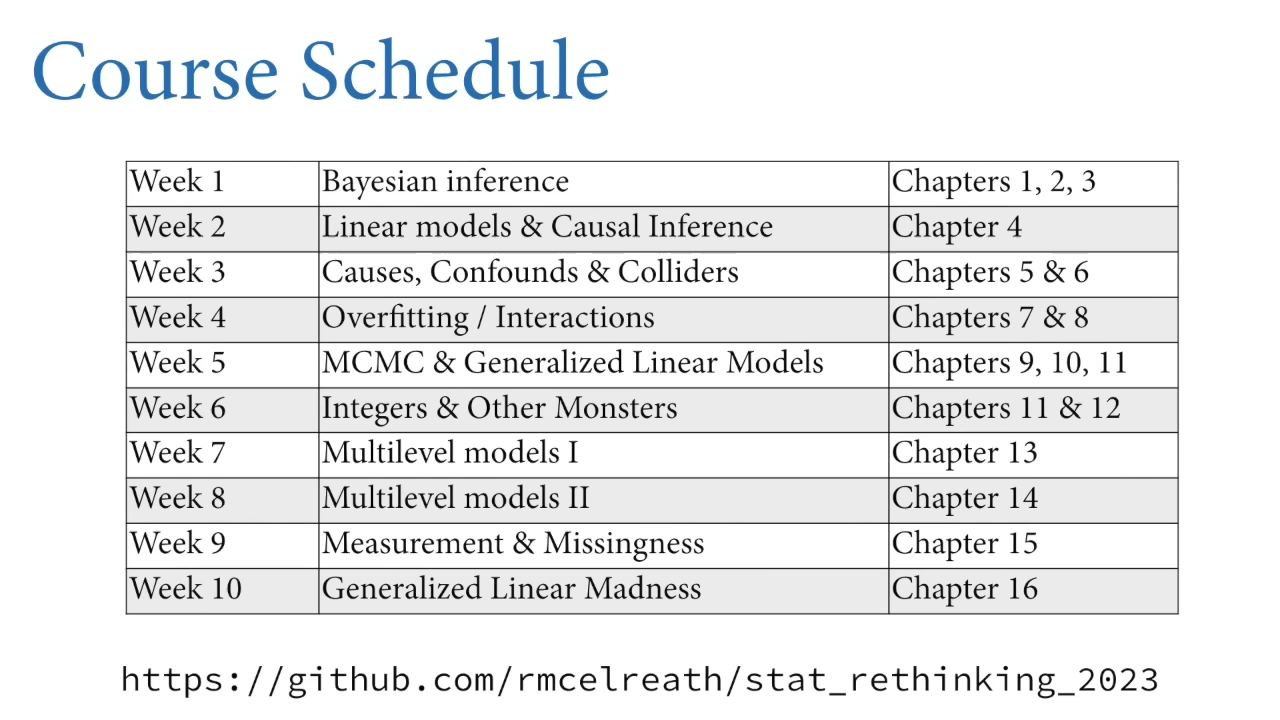 Course Schedule
Week 1 Bayesian inference Chapters 1, 2, 3
Week 2 Linear models & Causal Inference Chapter 4
Week 3 Causes, Confounds & Colliders Chapters 5 & 6
Week 4 Overfitting / Interactions Chapters 7 & 8
Week 5 MCMC & Generalized Linear Models Chapters 9, 10, 11
Week 6 Integers & Other Monsters Chapters 11 & 12
Week 7 Multilevel models I Chapter 13
Week 8 Multilevel models II Chapter 14
Week 9 Measurement & Missingness Chapter 15
Week 10 Generalized Linear Madness Chapter 16
https://github.com/rmcelreath/stat_rethinking_2023